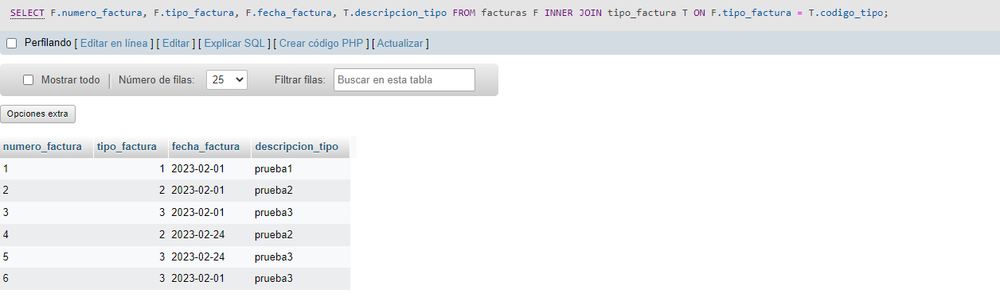 SELECT F.numero_factura, F.tipo_factura, F.fecha_factura, T.descripcion_tipo FROM facturas F INNER JOIN tipo_factura T ON F.tipo_factura = T.codigo_tipo;
Perfilando [ Editar en línea ] [ Editar ] [ Explicar SQL ] [ Crear código PHP ] [ Actualizar ]
Mostrar todo | Número de filas: 25 Filtrar filas: Buscar en esta tabla
Opciones extra
numero_factura tipo_factura fecha_factura descripcion_tipo
1 1 2023-02-01 prueba1
2 2 2023-02-01 prueba2
3 3 2023-02-01 prueba3
4 2 2023-02-24 prueba2
5 3 2023-02-24 prueba3
6 3 2023-02-01 prueba3